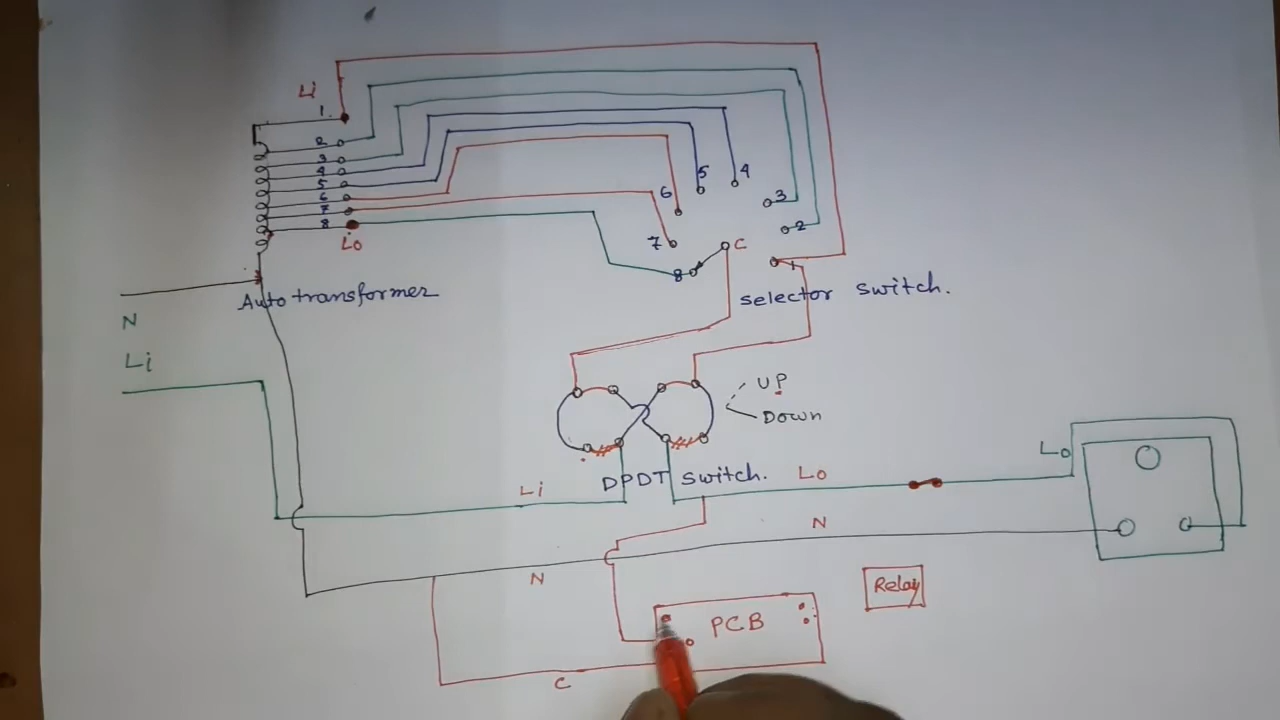 Li
1.
2
3
4
5
6
7
8
Lo
5
4
6
3
2
7
C
8
1
Auto transformer
selector switch.
N
Li
UP
Down
Lo
DPDT switch.
Lo
Li
N
N
Relay
PCB
C